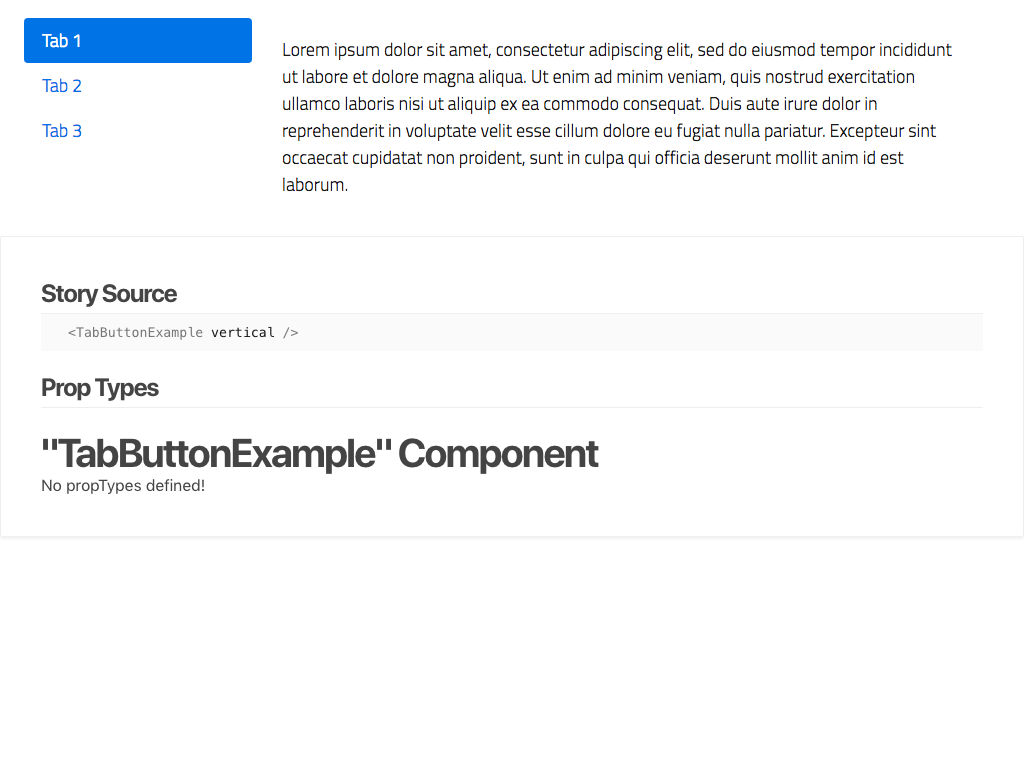 Tab 1
Tab 2
Tab 3
Lorem ipsum dolor sit amet, consectetur adipiscing elit, sed do eiusmod tempor incididunt
ut labore et dolore magna aliqua. Ut enim ad minim veniam, quis nostrud exercitation
ullamco laboris nisi ut aliquip ex ea commodo consequat. Duis aute irure dolor in
reprehenderit in voluptate velit esse cillum dolore eu fugiat nulla pariatur. Excepteur sint
occaecat cupidatat non proident, sunt in culpa qui officia deserunt mollit anim id est
laborum.
Story Source
<TabButtonExample vertical />
Prop Types
"TabButtonExample" Component
No propTypes defined!